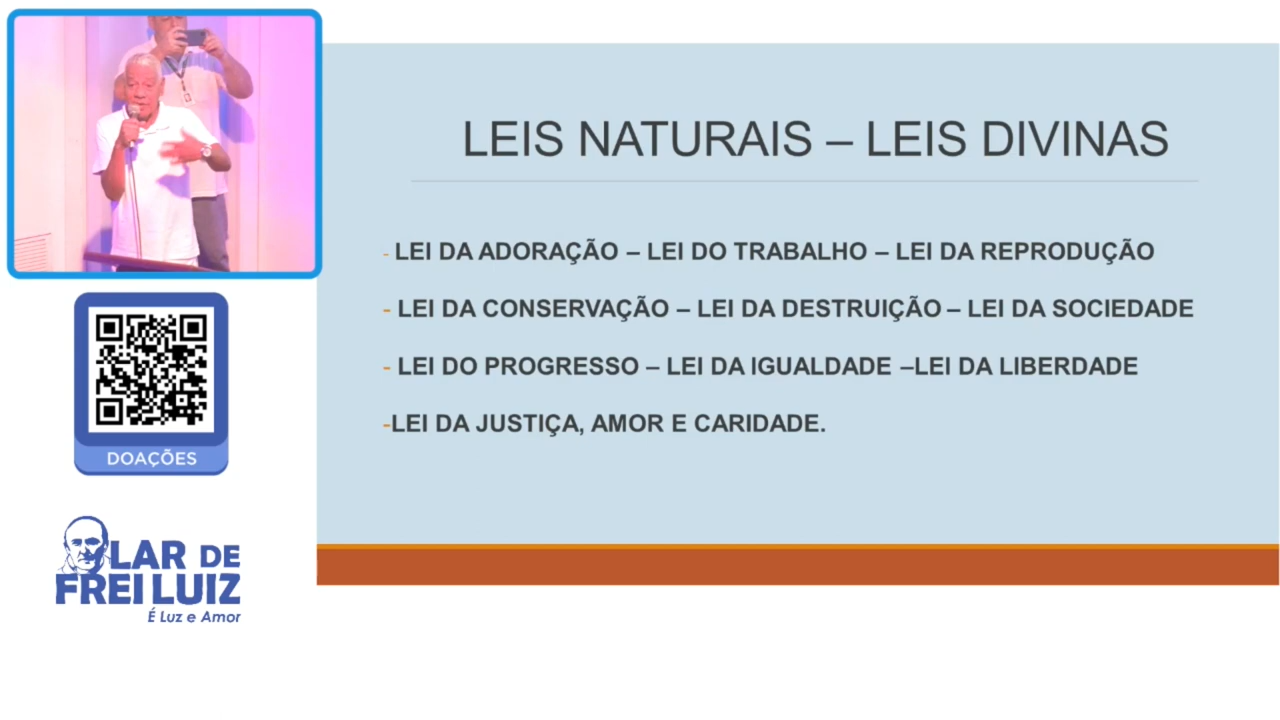 LEIS NATURAIS – LEIS DIVINAS
- LEI DA ADORAÇÃO – LEI DO TRABALHO – LEI DA REPRODUÇÃO
- LEI DA CONSERVAÇÃO – LEI DA DESTRUIÇÃO – LEI DA SOCIEDADE
- LEI DO PROGRESSO – LEI DA IGUALDADE –LEI DA LIBERDADE
-LEI DA JUSTIÇA, AMOR E CARIDADE.
DOAÇÕES
LAR DE
FREI LUIZ
É Luz e Amor